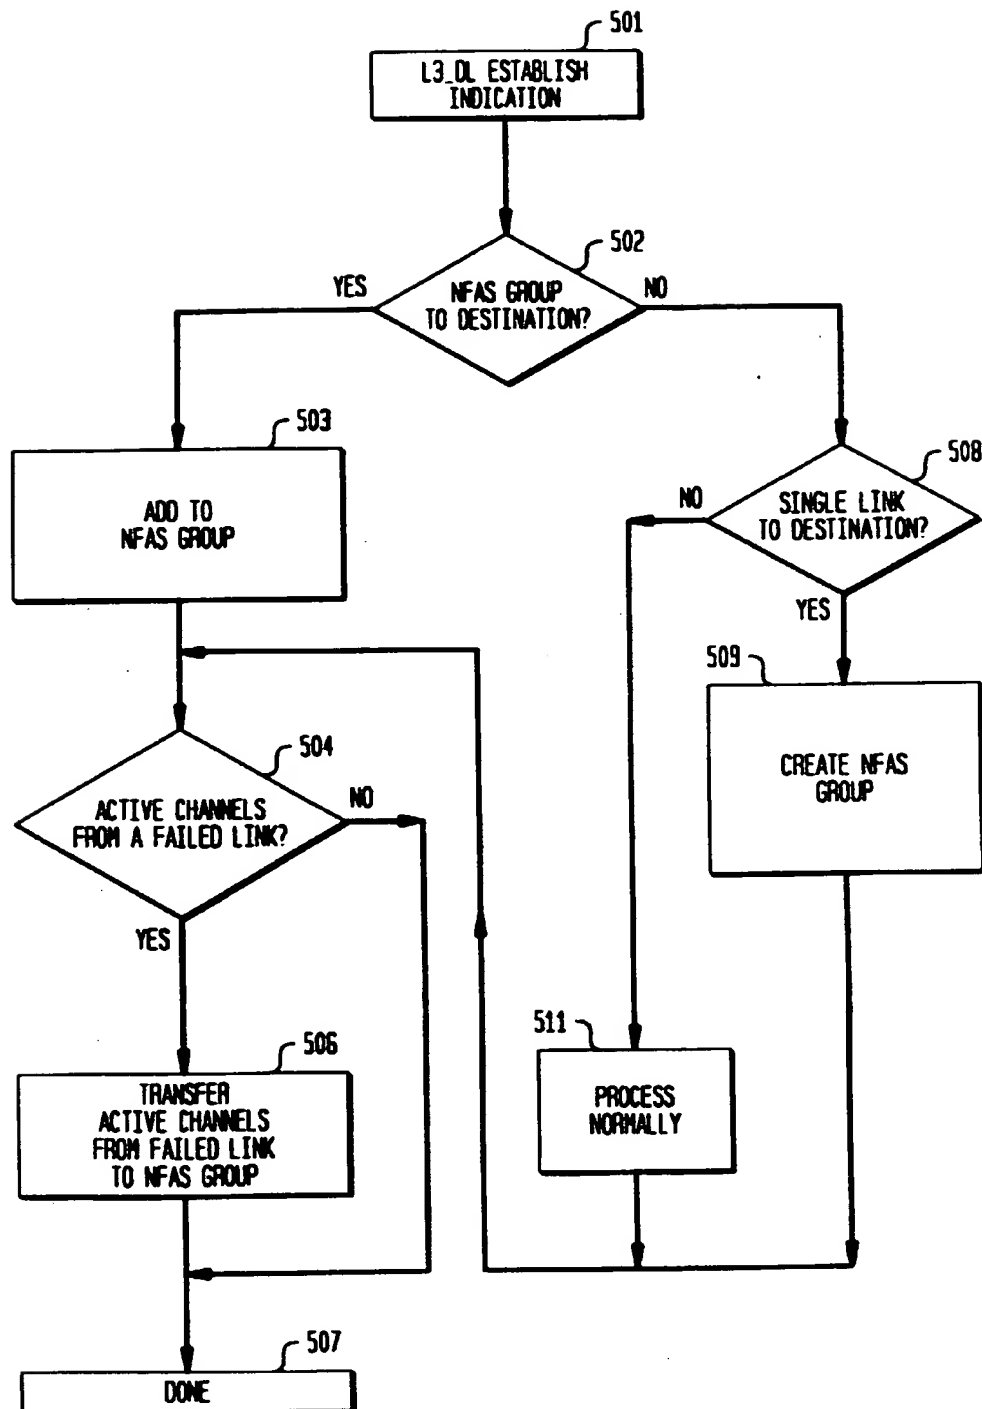 501
L3_DL ESTABLISH
INDICATION
502
YES
NFAS GROUP
TO DESTINATION?
NO
503
ADD TO
NFAS GROUP
508
NO
SINGLE LINK
TO DESTINATION?
YES
509
CREATE NFAS
GROUP
504
ACTIVE CHANNELS
FROM A FAILED LINK?
NO
YES
511
PROCESS
NORMALLY
506
TRANSFER
ACTIVE CHANNELS
FROM FAILED LINK
TO NFAS GROUP
507
DONE